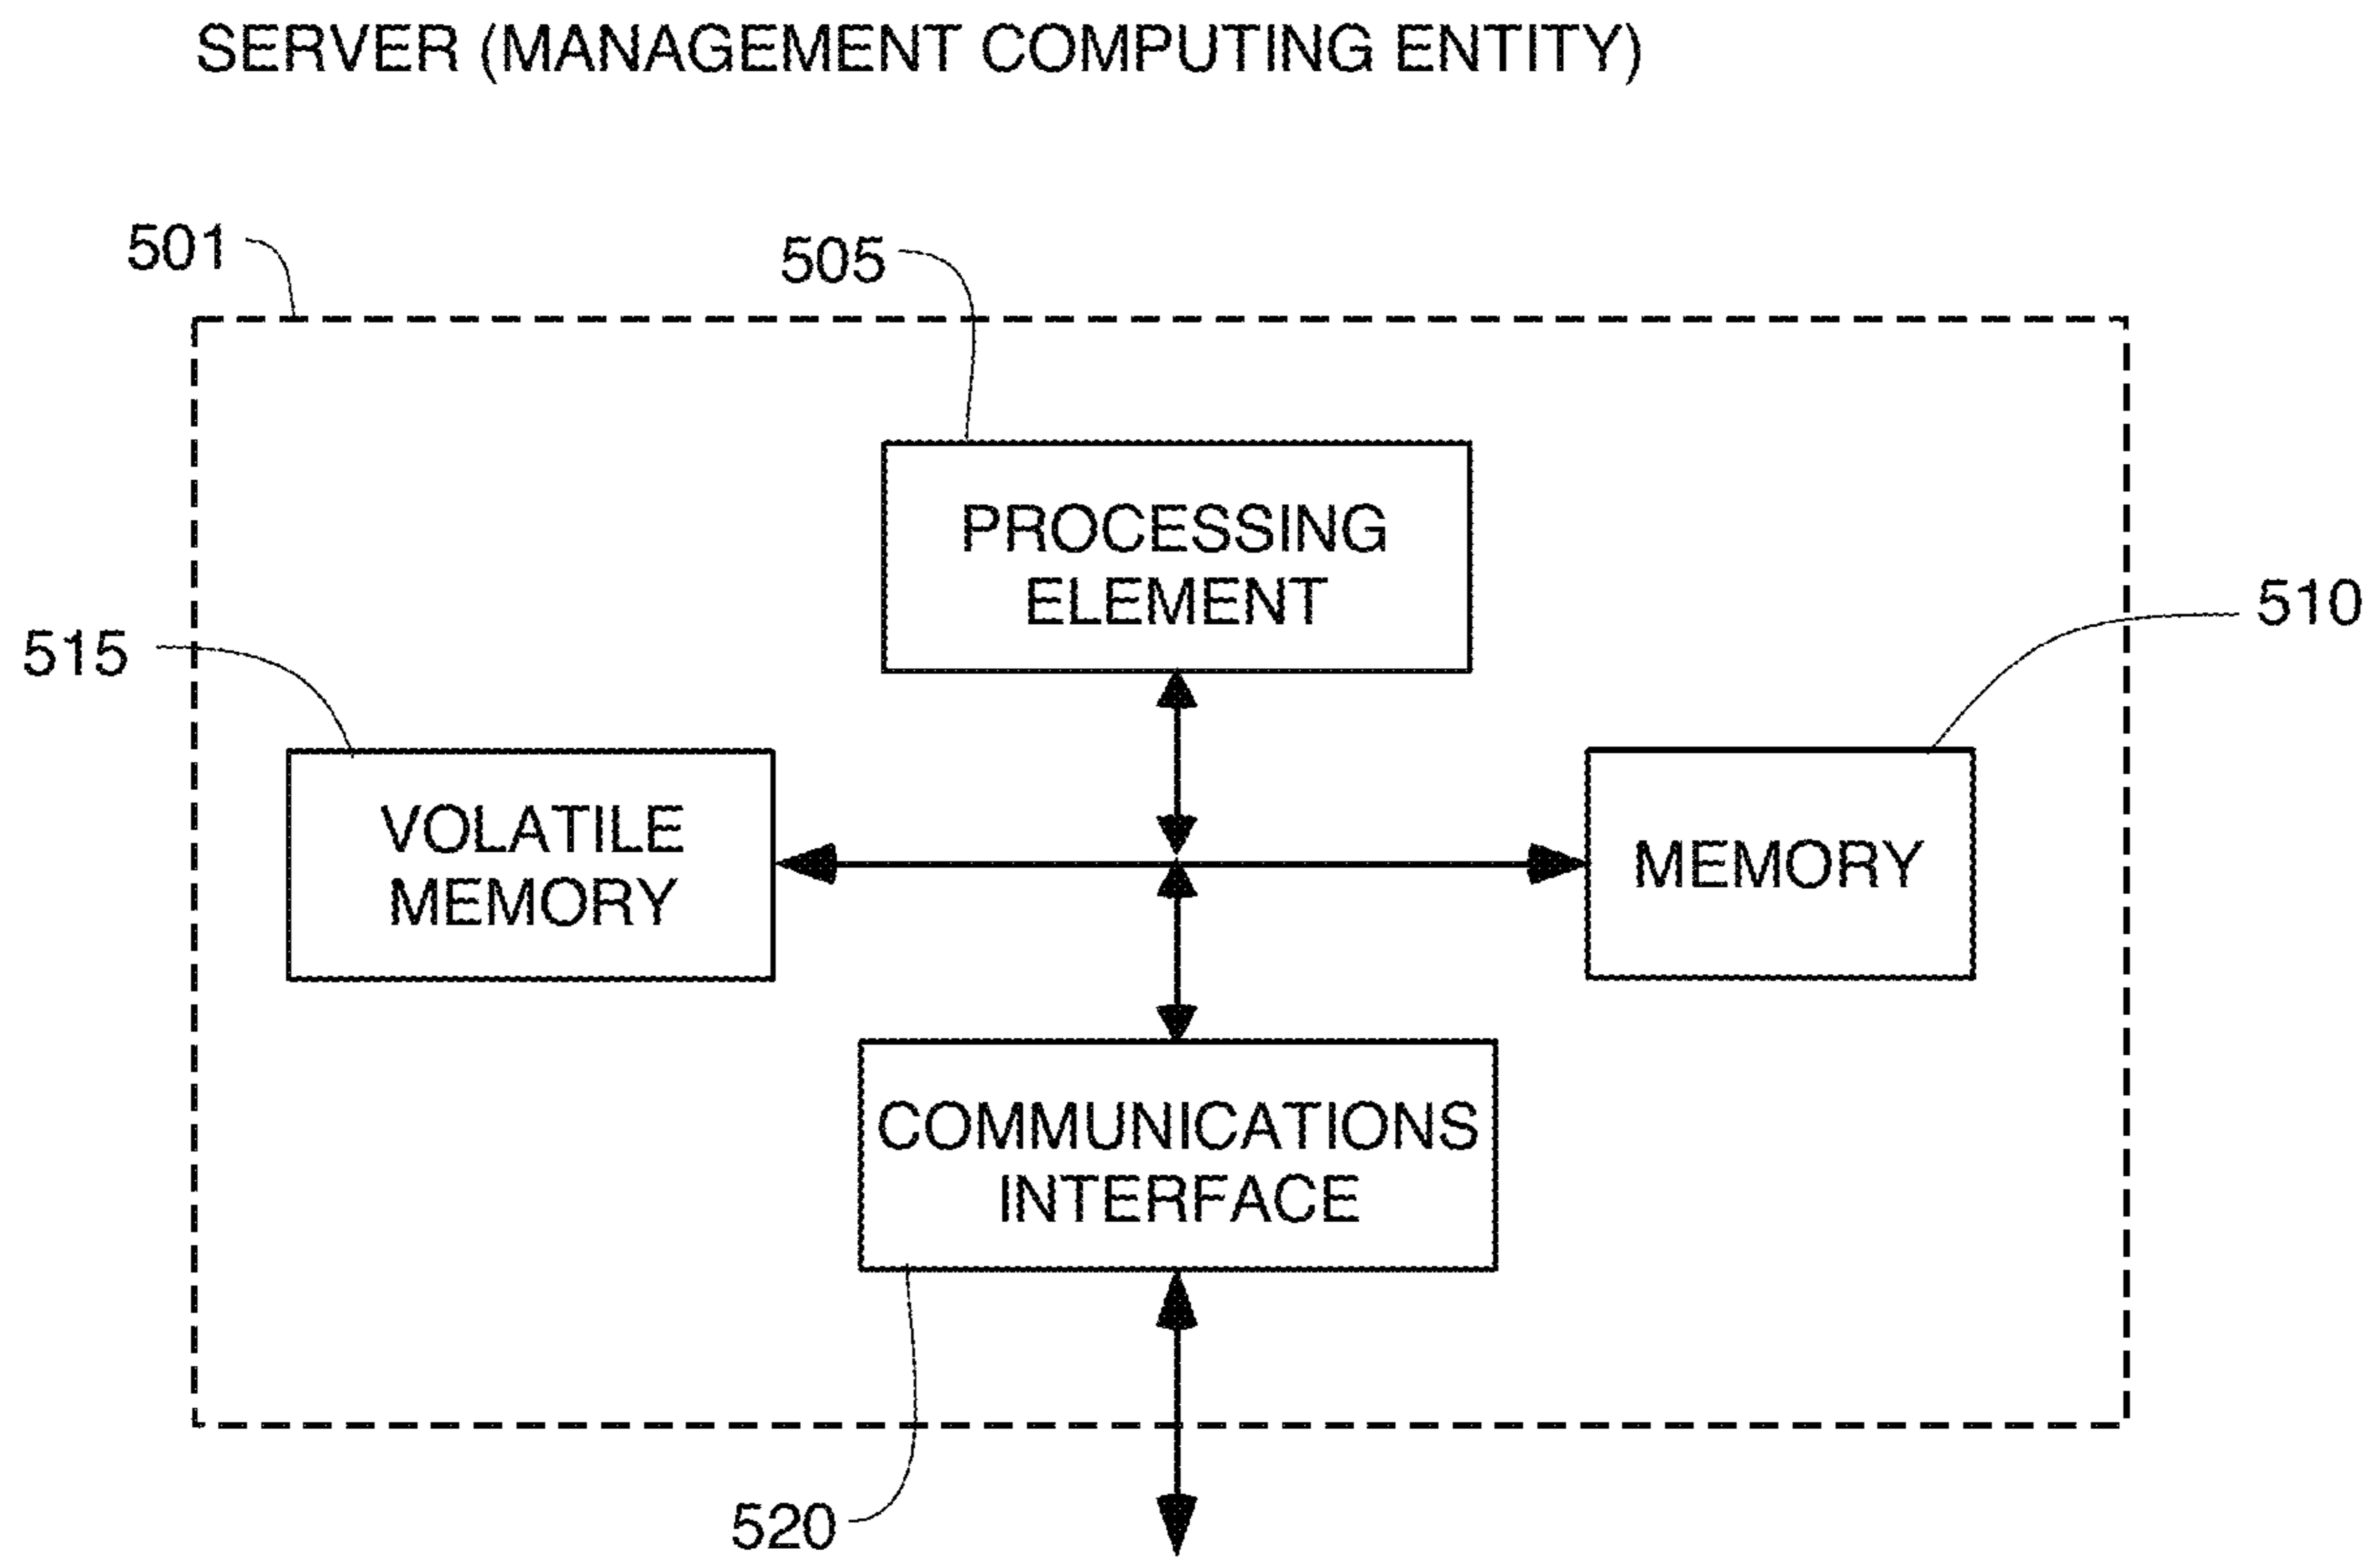 SERVER (MANAGEMENT COMPUTING ENTITY)
501
505
PROCESSING
ELEMENT
510
515
VOLATILE
MEMORY
MEMORY
COMMUNICATIONS
INTERFACE
520